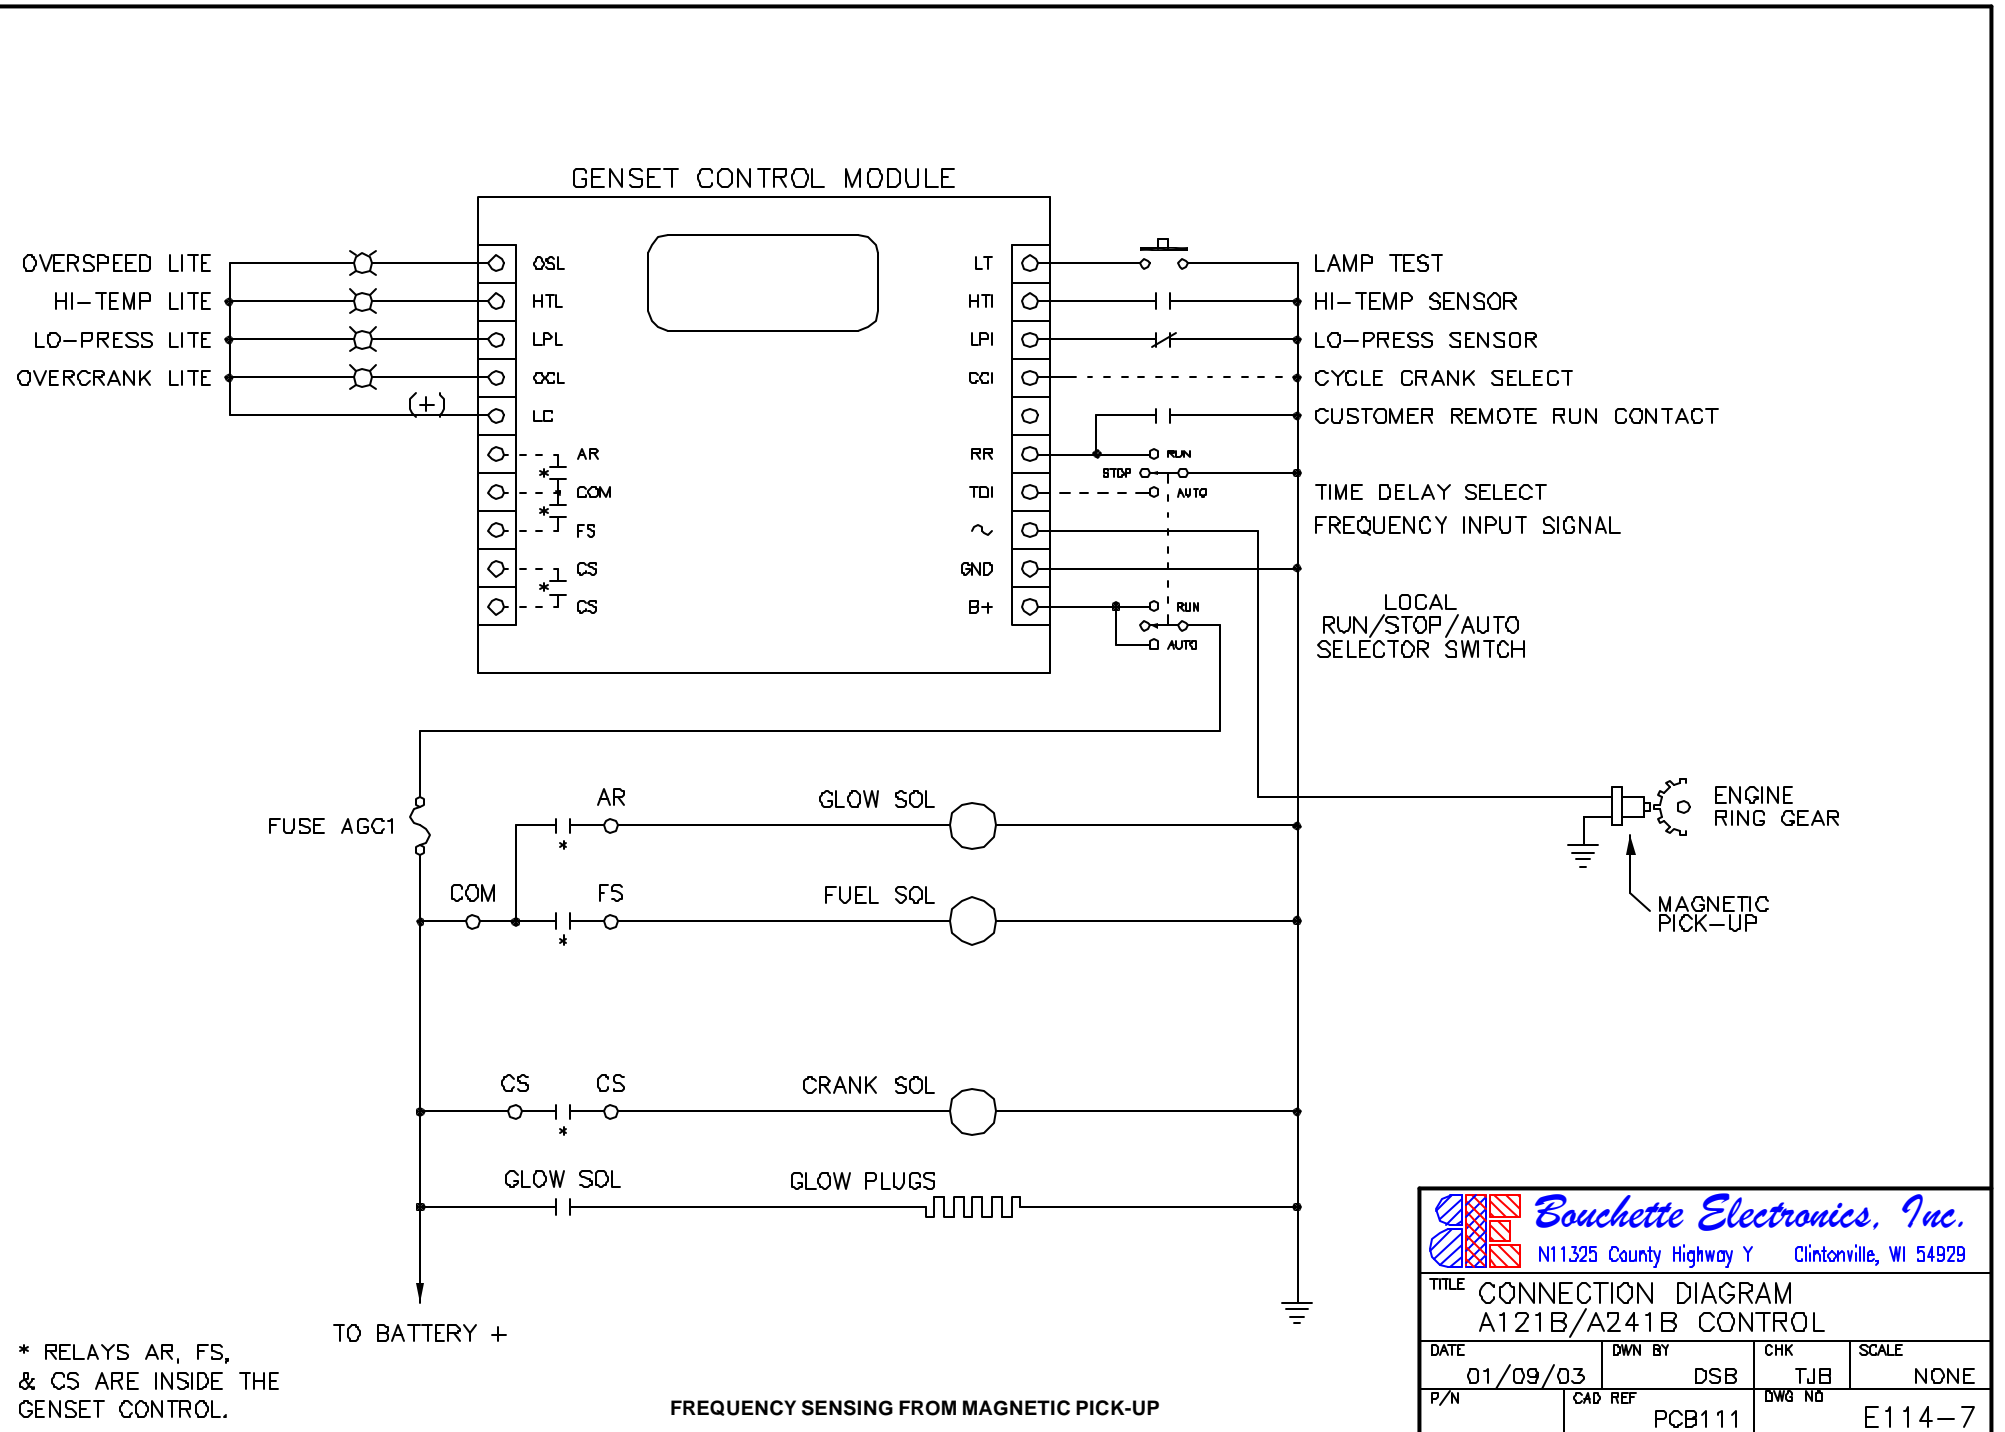 GENSET CONTROL MODULE
OVERSPEED LITE
HI-TEMP LITE
LO-PRESS LITE
OVERCRANK LITE
(+)
OSL
HTL
LPL
OCL
LC
AR
*
COM
*
FS
CS
*
CS
LT
HTI
LPI
CCI
RR
TDI
~
GND
B+
RUN
STOP
AUTO
RUN
AUTO
LAMP TEST
HI-TEMP SENSOR
LO-PRESS SENSOR
CYCLE CRANK SELECT
CUSTOMER REMOTE RUN CONTACT
TIME DELAY SELECT
FREQUENCY INPUT SIGNAL
LOCAL
RUN/STOP/AUTO
SELECTOR SWITCH
FUSE AGC1
AR
*
GLOW SOL
COM
FS
*
FUEL SOL
ENGINE
RING GEAR
MAGNETIC
PICK-UP
CS
CS
*
CRANK SOL
GLOW SOL
GLOW PLUGS
TO BATTERY +
* RELAYS AR, FS,
& CS ARE INSIDE THE
GENSET CONTROL.
FREQUENCY SENSING FROM MAGNETIC PICK-UP
Bouchette Electronics, Inc.
N11325 County Highway Y Clintonville, WI 54929
TITLE CONNECTION DIAGRAM
A121B/A241B CONTROL
DATE 01/09/03
DWN BY DSB
CHK TJB
SCALE NONE
P/N
CAD REF PCB111
DWG NO E114-7